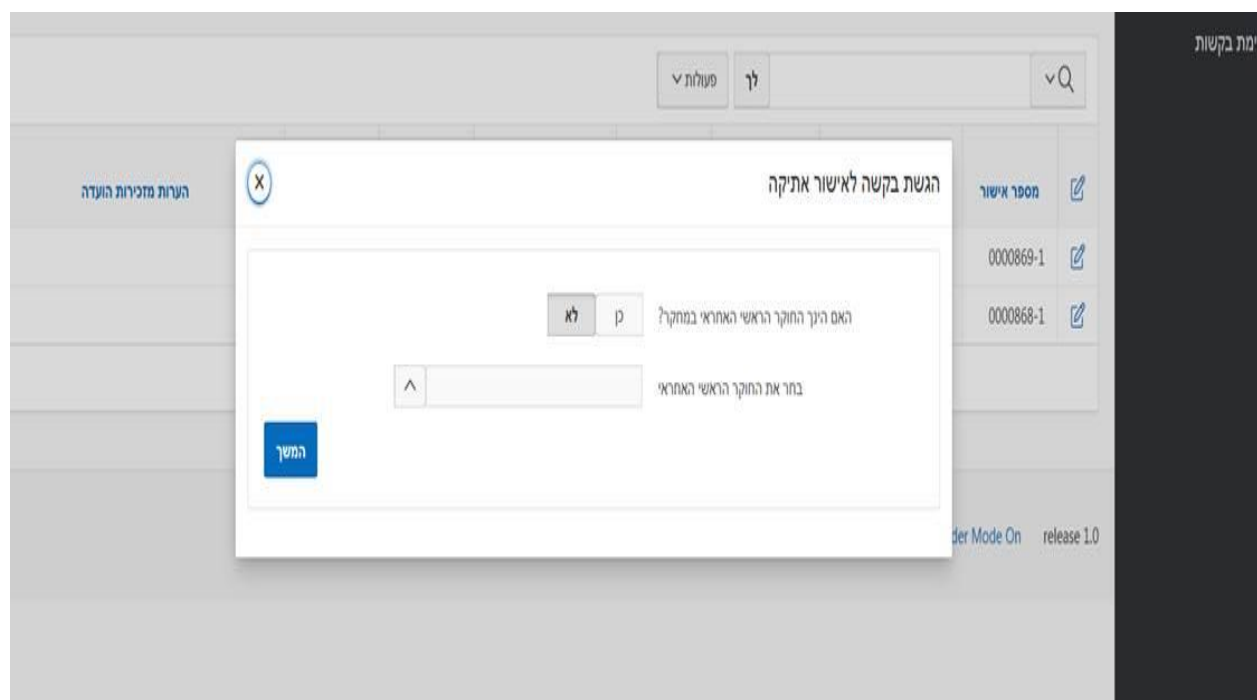 ימת בקשות
לך פעולות
מספר אישור הערות מזכירות הועדה
0000869-1
0000868-1
הגשת בקשה לאישור אתיקה
האם הינך החוקר הראשי האחראי במחקר? כן לא
בחר את החוקר הראשי האחראי
המשך
release 1.0 der Mode On